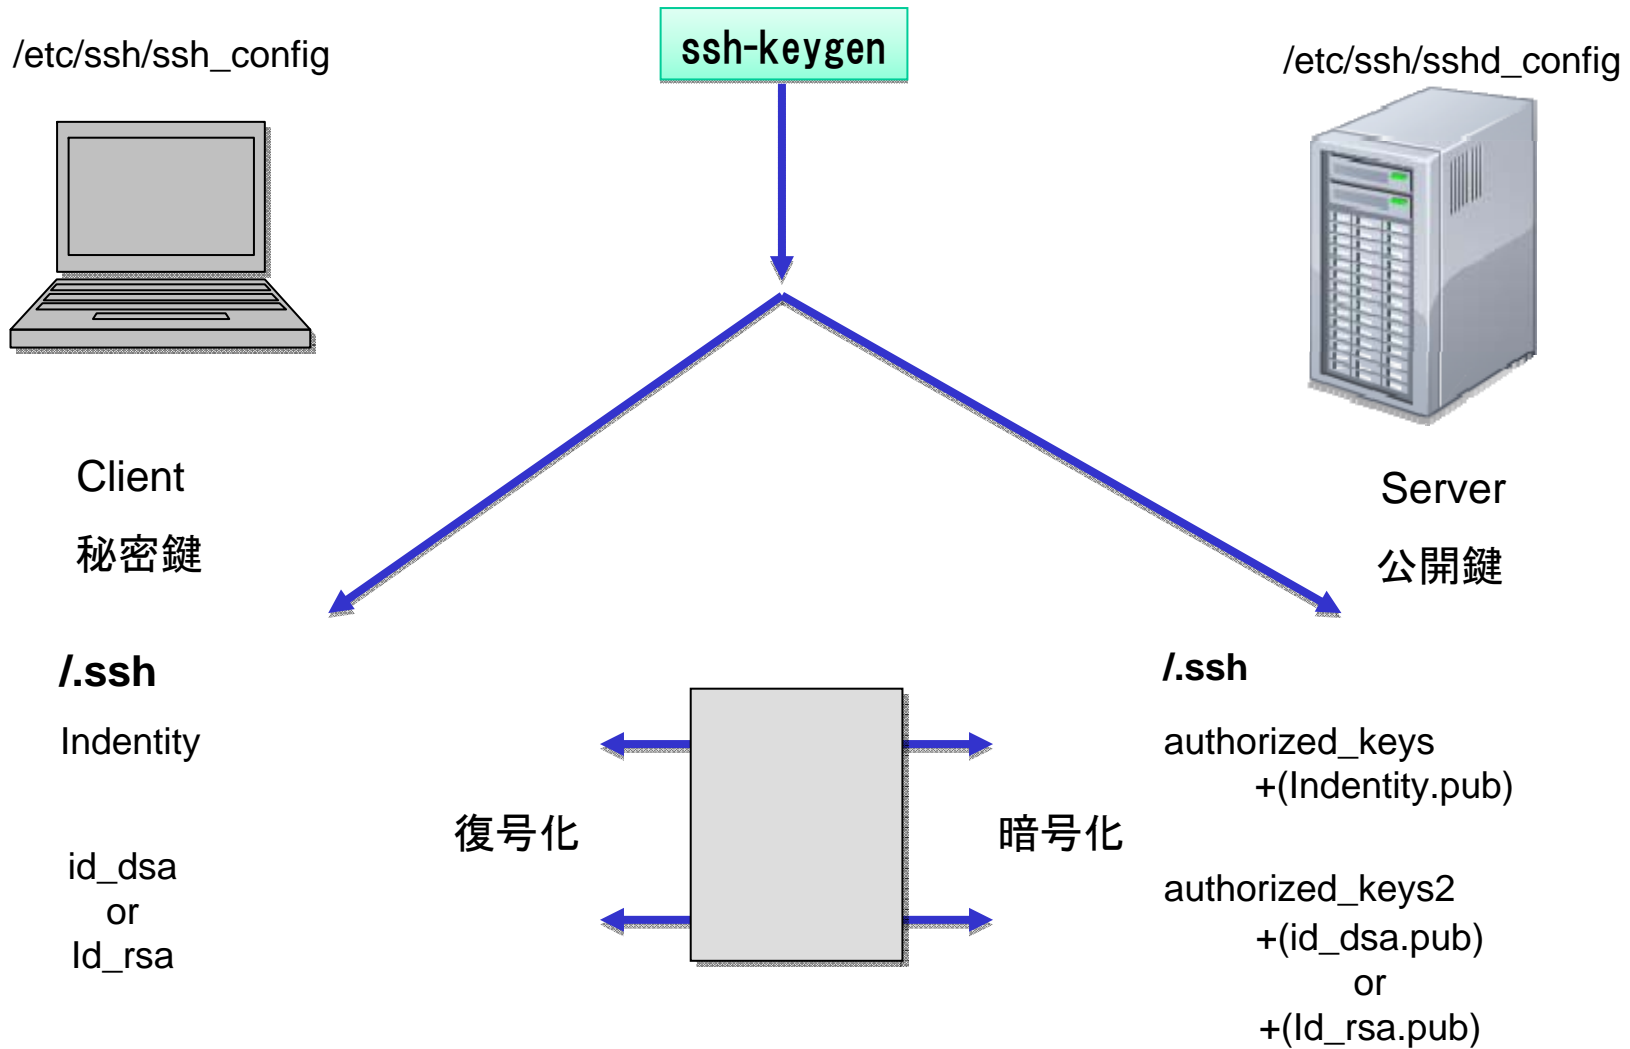 /etc/ssh/ssh_config
ssh-keygen
/etc/ssh/sshd_config
Client
秘密鍵
Server
公開鍵
/.ssh
Indentity
id_dsa
or
Id_rsa
復号化
暗号化
/.ssh
authorized_keys
+(Indentity.pub)
authorized_keys2
+(id_dsa.pub)
or
+(Id_rsa.pub)